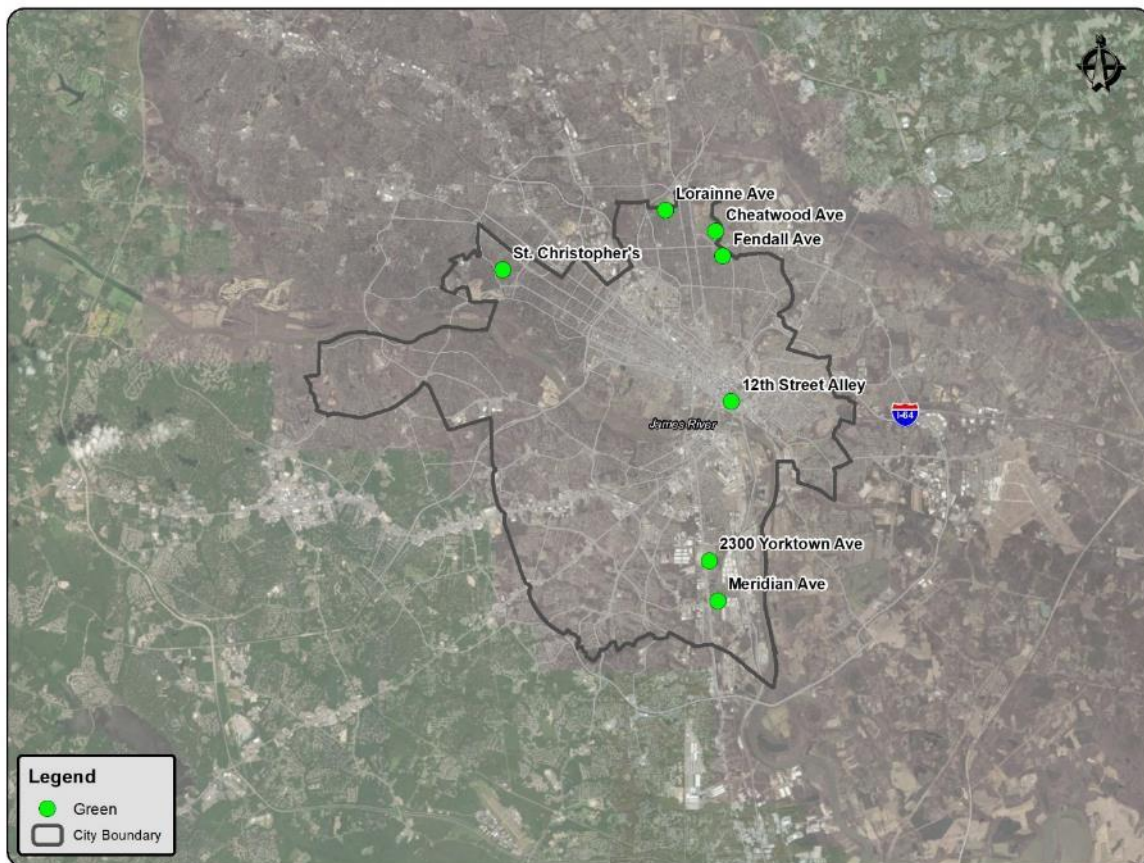 Lorainne Ave
Cheatwood Ave
Fendall Ave
St. Christopher's
12th Street Alley
James River
I-64
2300 Yorktown Ave
Meridian Ave
Legend
Green
City Boundary